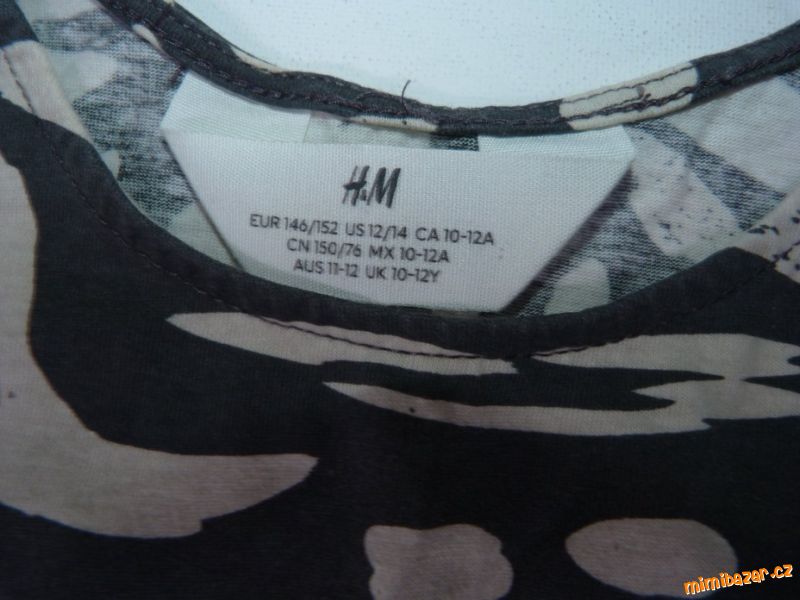 H&M
EUR 146/152 US 12/14 CA 10-12A
CN 150/76 MX 10-12A
AUS 11-12 UK 10-12Y
mimibazar.cz